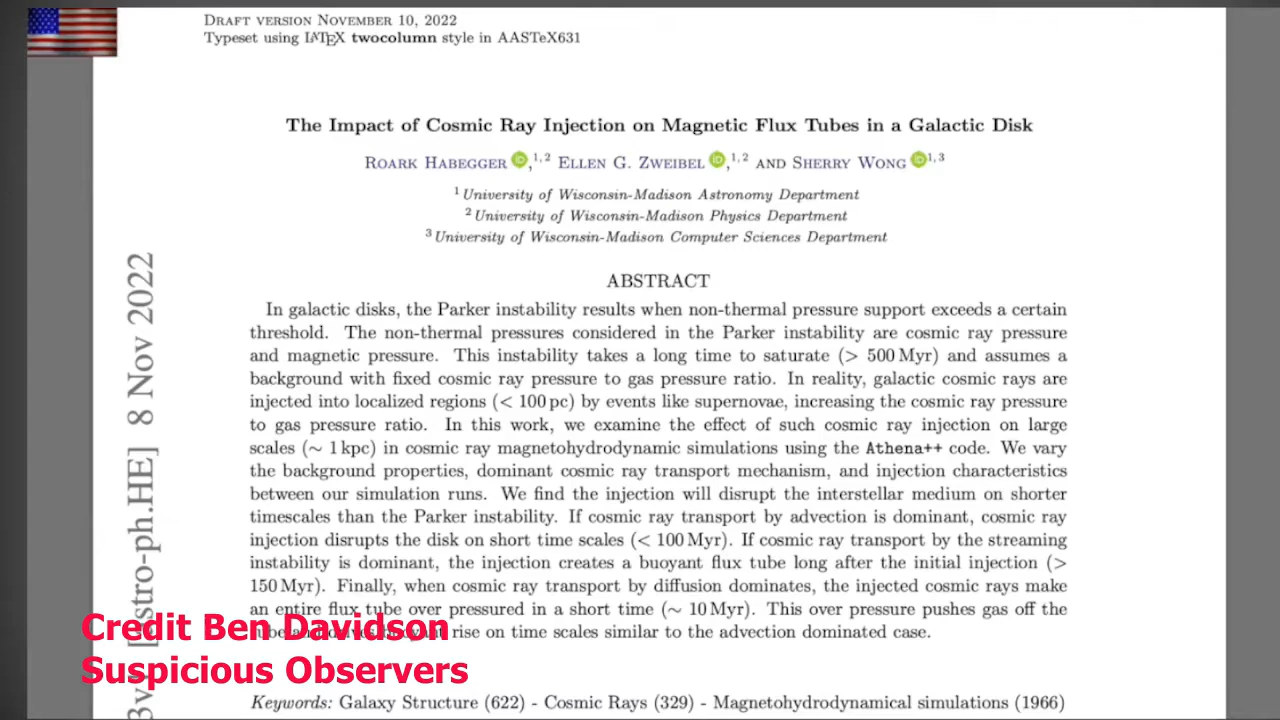 DRAFT VERSION NOVEMBER 10, 2022
Typeset using LATEX twocolumn style in AASTeX631
The Impact of Cosmic Ray Injection on Magnetic Flux Tubes in a Galactic Disk
ROARK HABEGGER iD,1,2 ELLEN G. ZWEIBEL iD,1,2 AND SHERRY WONG iD1,3
1 University of Wisconsin-Madison Astronomy Department
2 University of Wisconsin-Madison Physics Department
3 University of Wisconsin-Madison Computer Sciences Department
ABSTRACT
In galactic disks, the Parker instability results when non-thermal pressure support exceeds a certain
threshold. The non-thermal pressures considered in the Parker instability are cosmic ray pressure
and magnetic pressure. This instability takes a long time to saturate (> 500 Myr) and assumes a
background with fixed cosmic ray pressure to gas pressure ratio. In reality, galactic cosmic rays are
injected into localized regions (< 100 pc) by events like supernovae, increasing the cosmic ray pressure
to gas pressure ratio. In this work, we examine the effect of such cosmic ray injection on large
scales (∼ 1 kpc) in cosmic ray magnetohydrodynamic simulations using the Athena++ code. We vary
the background properties, dominant cosmic ray transport mechanism, and injection characteristics
between our simulation runs. We find the injection will disrupt the interstellar medium on shorter
timescales than the Parker instability. If cosmic ray transport by advection is dominant, cosmic ray
injection disrupts the disk on short time scales (< 100 Myr). If cosmic ray transport by the streaming
instability is dominant, the injection creates a buoyant flux tube long after the initial injection (>
150 Myr). Finally, when cosmic ray transport by diffusion dominates, the injected cosmic rays make
an entire flux tube over pressured in a short time (∼ 10 Myr). This over pressure pushes gas off the
rise on time scales similar to the advection dominated case.
Keywords: Galaxy Structure (622) - Cosmic Rays (329) - Magnetohydrodynamical simulations (1966)
[astro-ph.HE] 8 Nov 2022
Credit Ben Davidson
Suspicious Observers